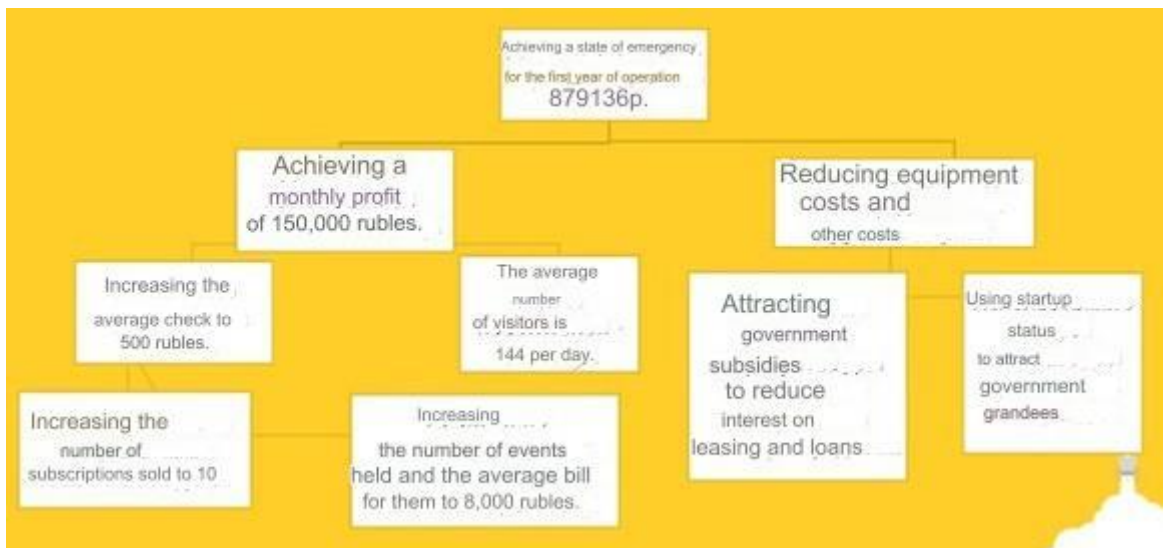 Achieving a state of emergency
for the first year of operation
879136p.
Achieving a
monthly profit
of 150,000 rubles.
Reducing equipment
costs and
other costs
Increasing the
average check to
500 rubles.
The average
number
of visitors is
144 per day.
Attracting
government
subsidies
to reduce
interest on
leasing and loans
Using startup
status
to attract
government
grandees
Increasing the
number of
subscriptions sold to 10
Increasing
the number of events
held and the average bill
for them to 8,000 rubles.